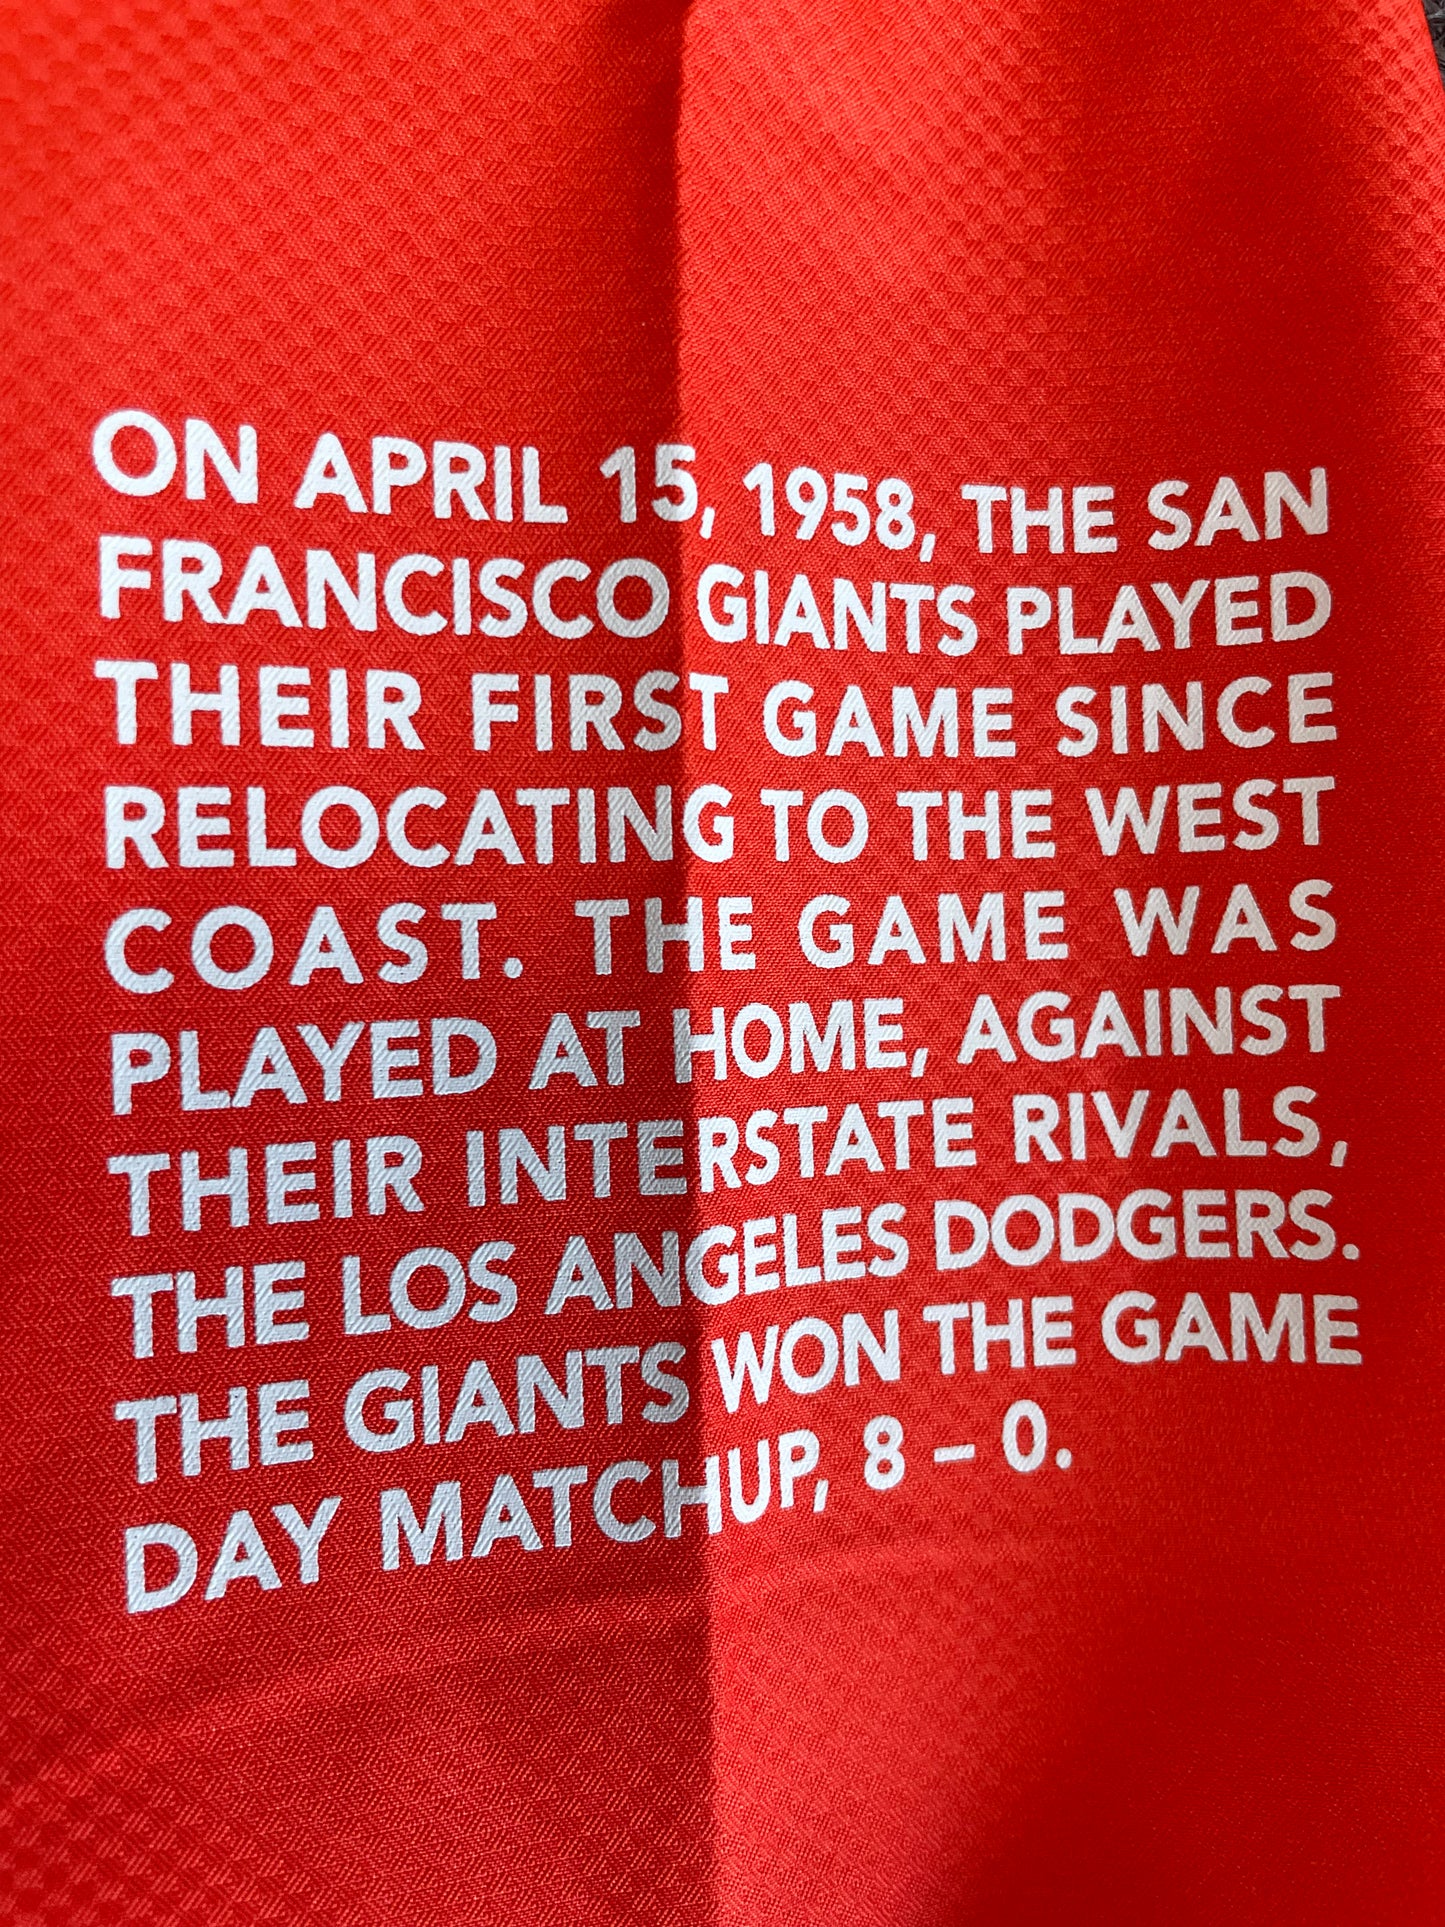 ON APRIL 15, 1958, THE SAN
FRANCISCO GIANTS PLAYED
THEIR FIRST GAME SINCE
RELOCATING TO THE WEST
COAST. THE GAME WAS
PLAYED AT HOME, AGAINST
THEIR INTERSTATE RIVALS,
THE LOS ANGELES DODGERS.
THE GIANTS WON THE GAME
DAY MATCHUP, 8 – 0.